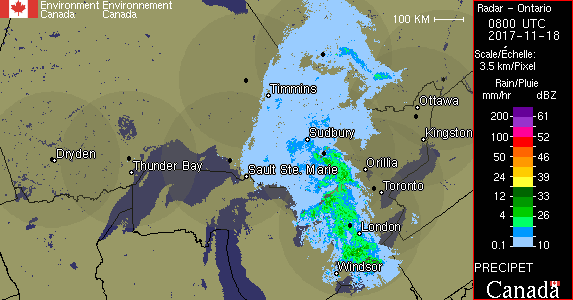 Environment Environnement
Canada Canada
100 KM
Timmins
Ottawa
Sudbury
Kingston
Dryden
Thunder Bay
Sault Ste. Marie
Orillia
Toronto
London
Windsor
Radar - Ontario
0800 UTC
2017-11-18
Scale/Échelle:
3.5 km/Pixel
Rain/Pluie
mm/hr dBZ
200 61
100 52
50 46
24 39
12 33
4 26
0.1 10
PRECIPET
Canada